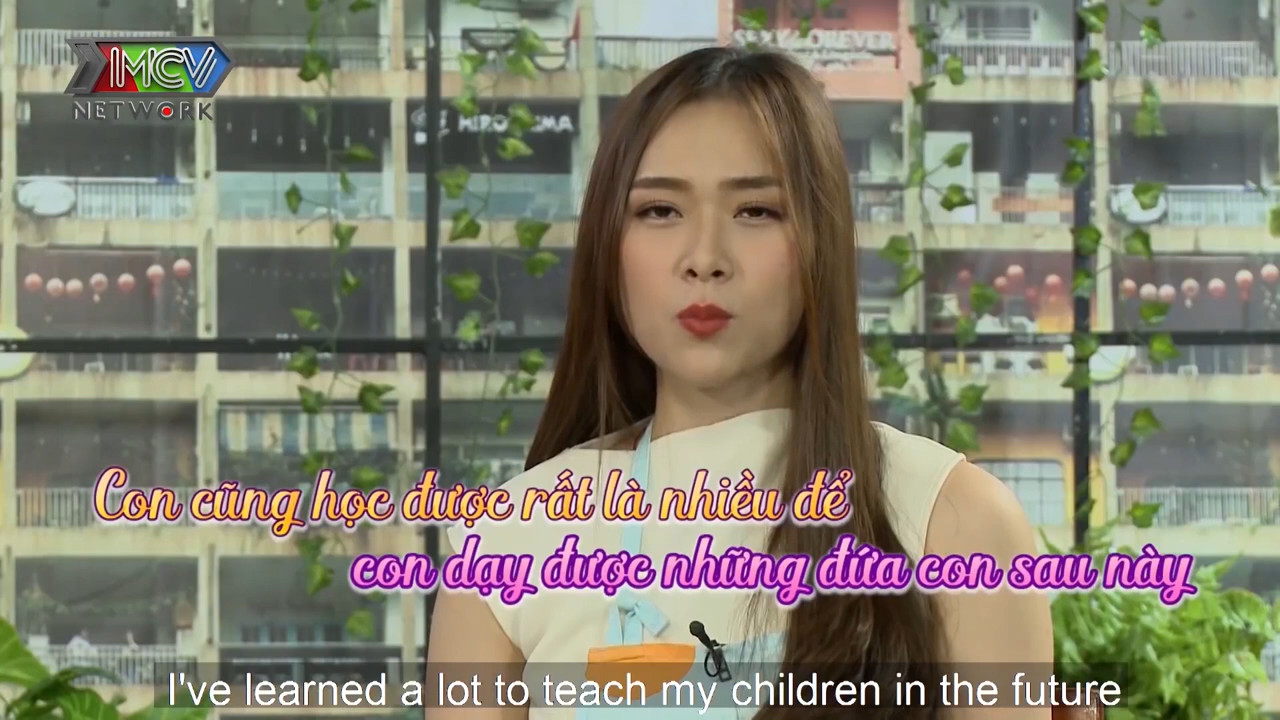 MCV
NETWORK
SEXY FOREVER
Con cũng học được rất là nhiều để
con dạy được những đứa con sau này
I've learned a lot to teach my children in the future